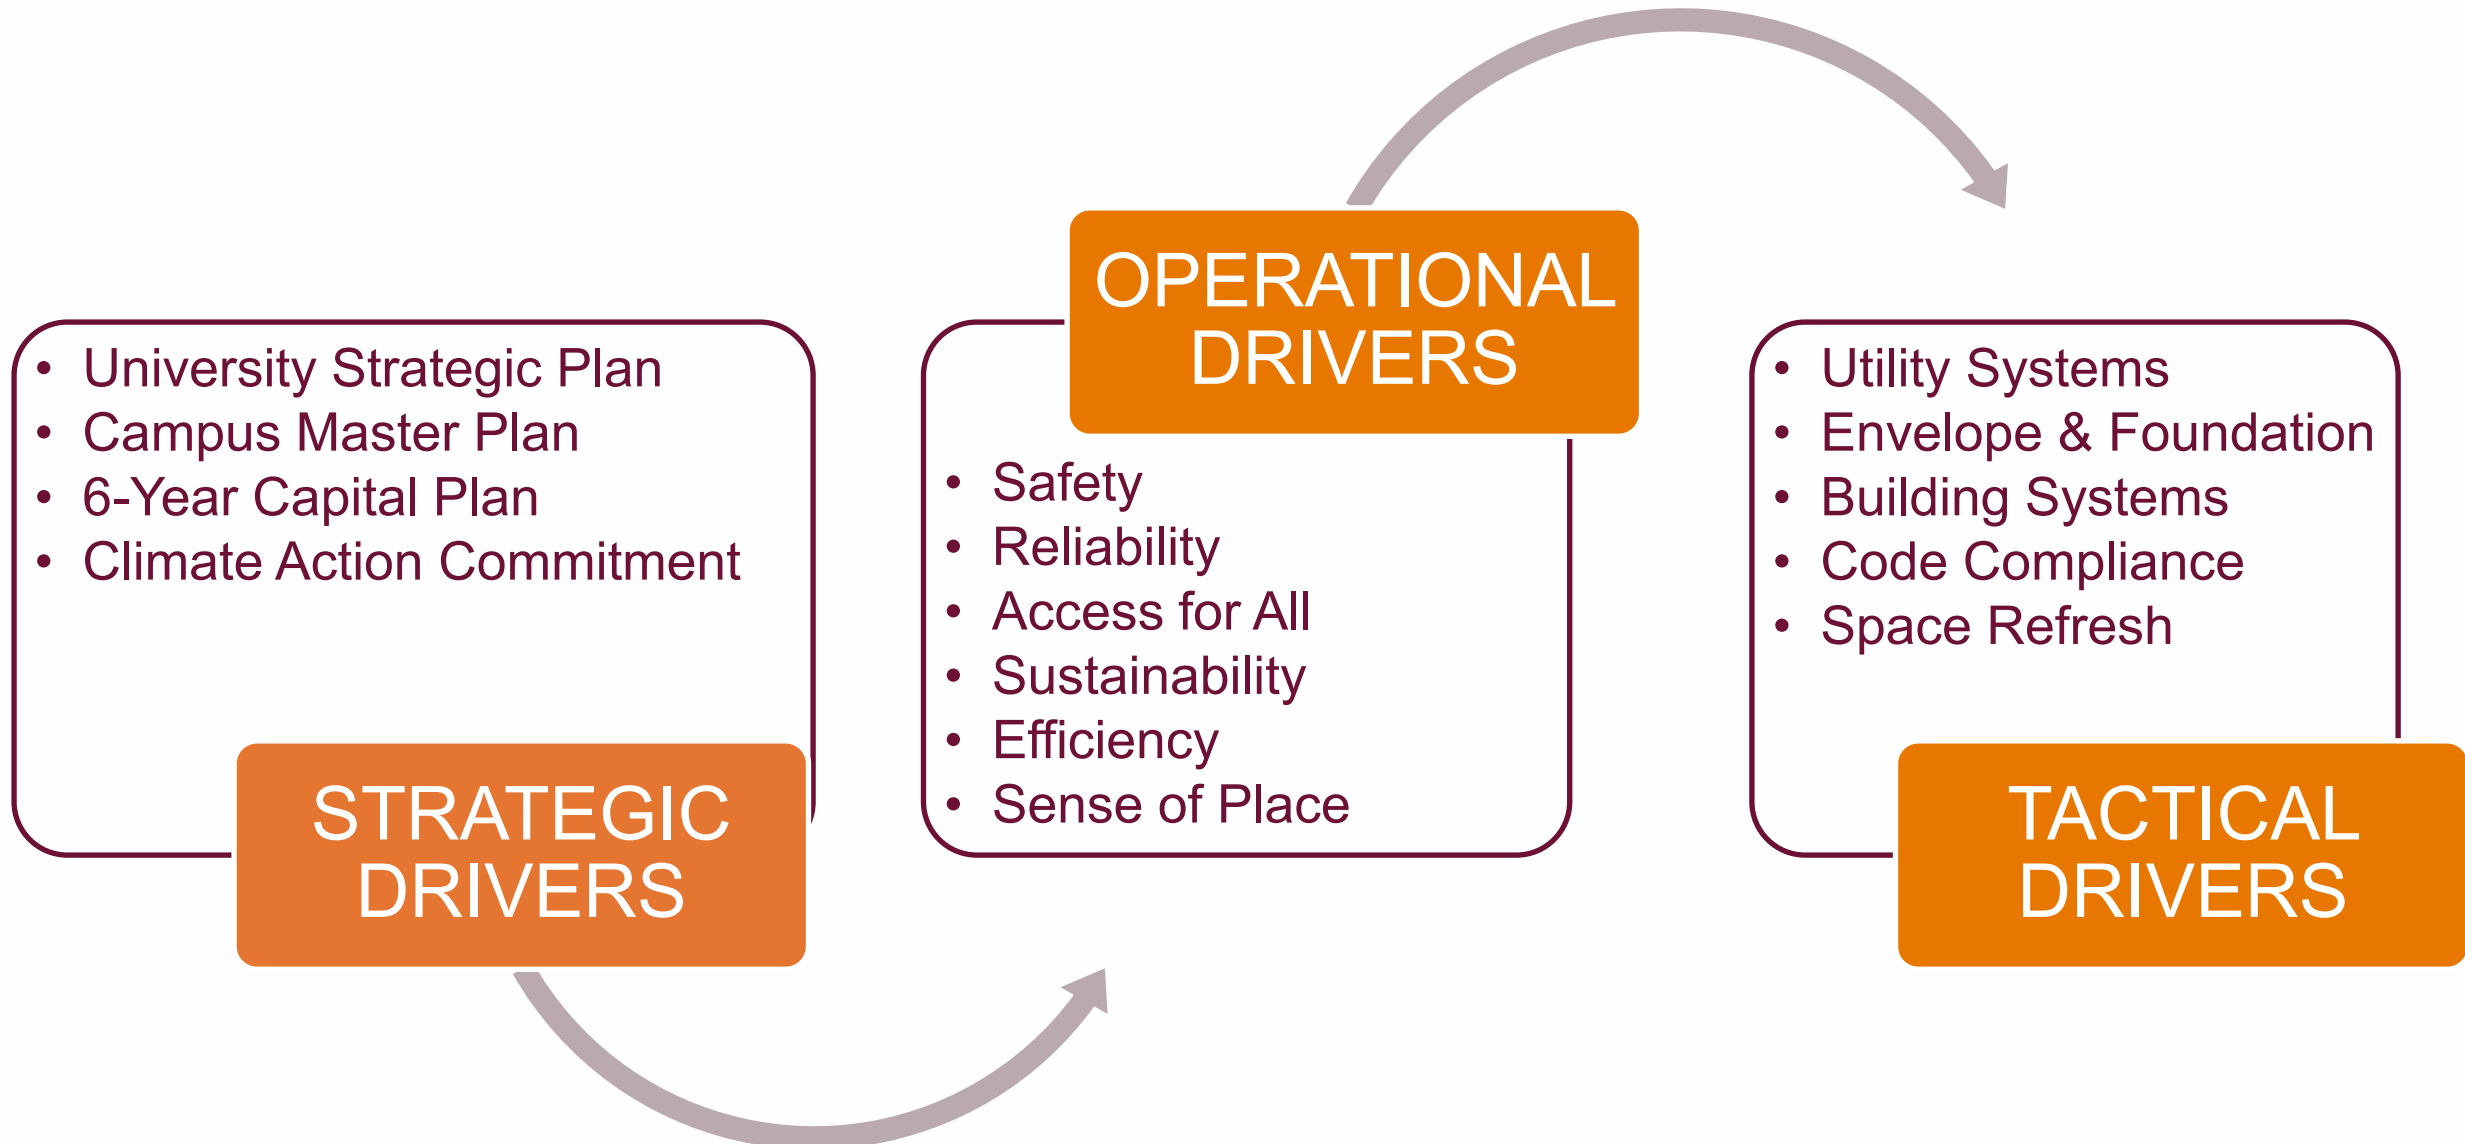 • University Strategic Plan
• Campus Master Plan
• 6-Year Capital Plan
• Climate Action Commitment
STRATEGIC
DRIVERS
OPERATIONAL
DRIVERS
• Safety
• Reliability
• Access for All
• Sustainability
• Efficiency
• Sense of Place
• Utility Systems
• Envelope & Foundation
• Building Systems
• Code Compliance
• Space Refresh
TACTICAL
DRIVERS